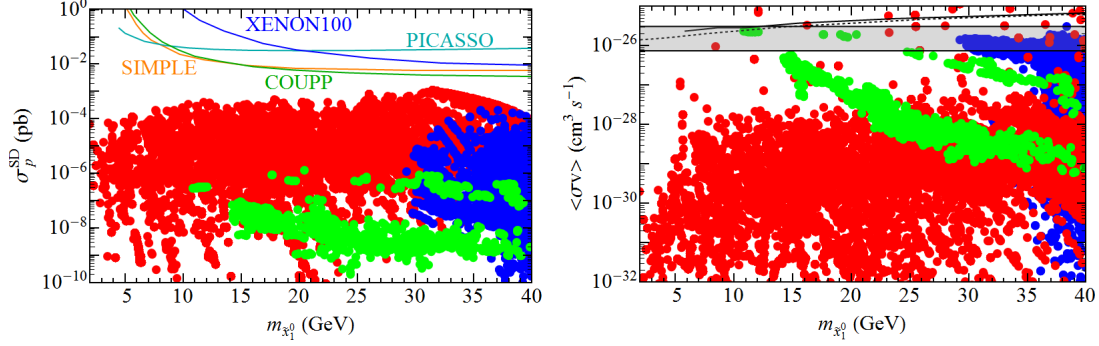 XENON100
PICASSO
SIMPLE
COUPP
σ_p^SD (pb)
1
10⁻²
10⁻⁴
10⁻⁶
10⁻⁸
10⁻¹⁰
5 10 15 20 25 30 35 40
m_χ̃₁⁰ (GeV)
<σv> (cm³ s⁻¹)
10⁻²⁶
10⁻²⁸
10⁻³⁰
10⁻³²
5 10 15 20 25 30 35 40
m_χ̃₁⁰ (GeV)